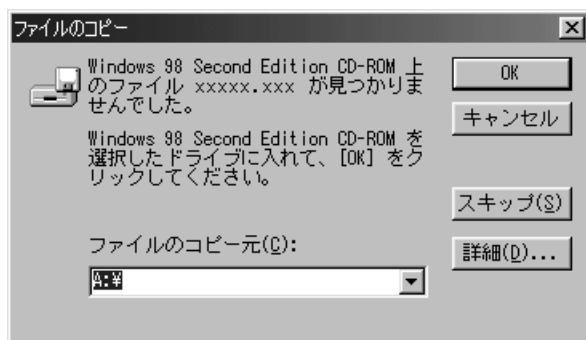 ファイルのコピー
Windows 98 Second Edition CD-ROM 上
のファイル xxxxx.xxx が見つかりま
せんでした。
Windows 98 Second Edition CD-ROM を
選択したドライブに入れて、[OK] をク
リックしてください。
ファイルのコピー元(C):
A:¥
OK
キャンセル
スキップ(S)
詳細(D)...